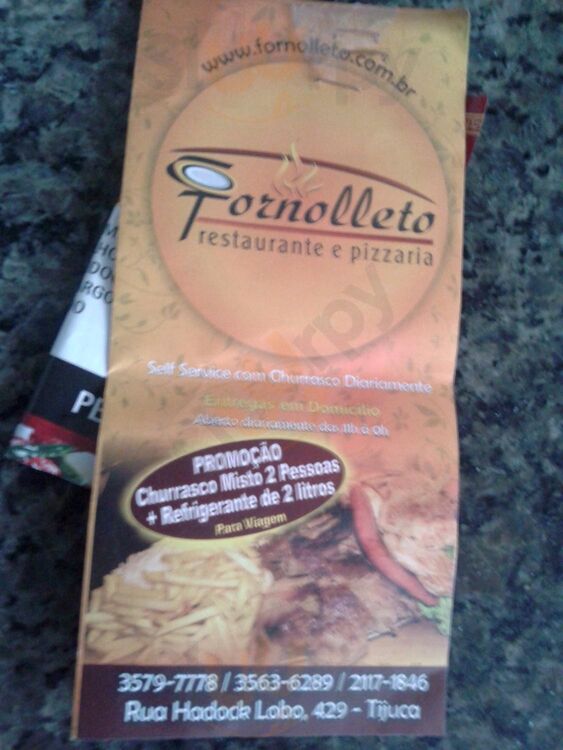 www.fornolleto.com.br
Fornolleto
restaurante e pizzaria
Self Service com Churrasco Diariamente
Entregas em Domicílio
Aberto diariamente das 11h à 0h
PROMOÇÃO
Churrasco Misto 2 Pessoas
+ Refrigerante de 2 litros
Para Viagem
3579-7778 / 3563-6289 / 2117-1846
Rua Hadock Lobo, 429 - Tijuca
PE